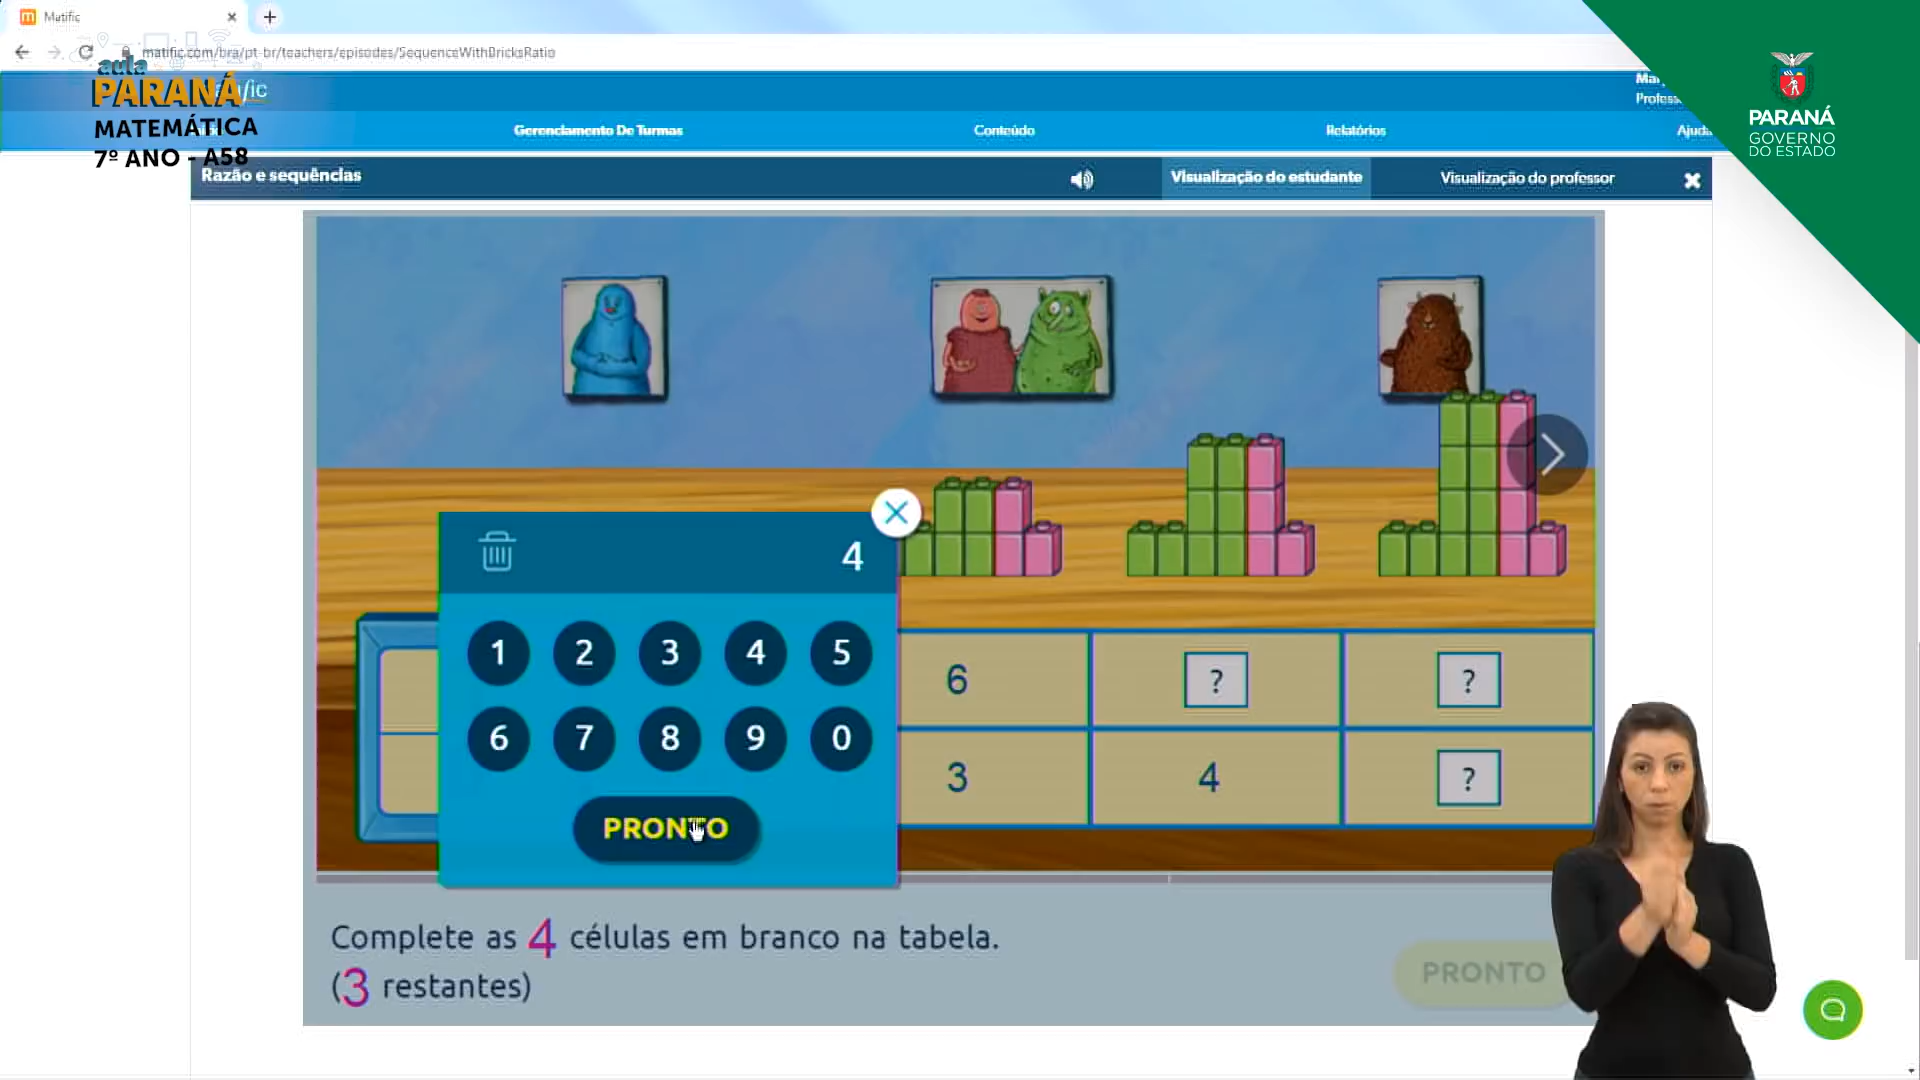 Matific
matific.com/bra/pt-br/teachers/episodes/SequenceWithBricksRatio
aula
PARANÁ
MATEMÁTICA
7º ANO - A58
PARANÁ
GOVERNO
DO ESTADO
Gerenciamento De Turmas
Conteúdo
Relatórios
Ajuda
Razão e sequências
Visualização do estudante
Visualização do professor
4
1 2 3 4 5
6 7 8 9 0
PRONTO
6 ? ?
3 4 ?
Complete as 4 células em branco na tabela.
(3 restantes)
PRONTO